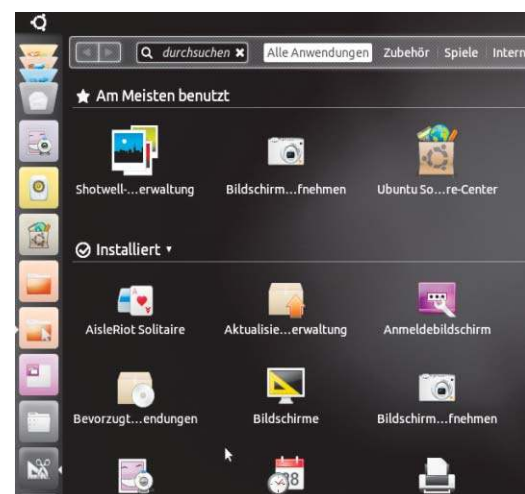 durchsuchen Alle Anwendungen Zubehör Spiele Intern
Am Meisten benutzt
Shotwell-...erwaltung Bildschirm...fnehmen Ubuntu So...re-Center
Installiert
AisleRiot Solitaire Aktualisie...erwaltung Anmeldebildschirm
Bevorzugt...endungen Bildschirme Bildschirm...fnehmen